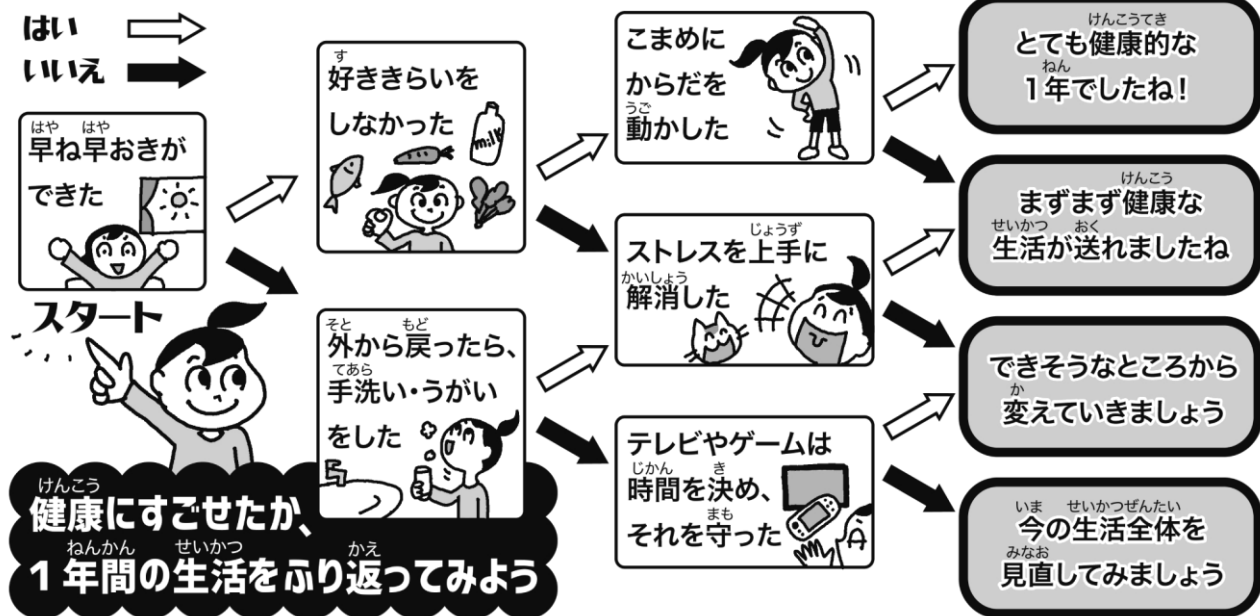 はい
いいえ
はや はや
早ね早おきが
できた
スタート
す
好ききらいを
しなかった
milk
そと もど
外から戻ったら、
てあら
手洗い・うがい
をした
こまめに
からだを
うご
動かした
じょうず
ストレスを上手に
かいしょう
解消した
テレビやゲームは
じかん き
時間を決め、
まも
それを守った
けんこうてき
とても健康的な
ねん
1年でしたね!
けんこう
まずまず健康な
せいかつ おく
生活が送れましたね
できそうなところから
か
変えていきましょう
いま せいかつぜんたい
今の生活全体を
みなお
見直してみましょう
けんこう
健康にすごせたか、
ねんかん せいかつ かえ
1年間の生活をふり返ってみよう